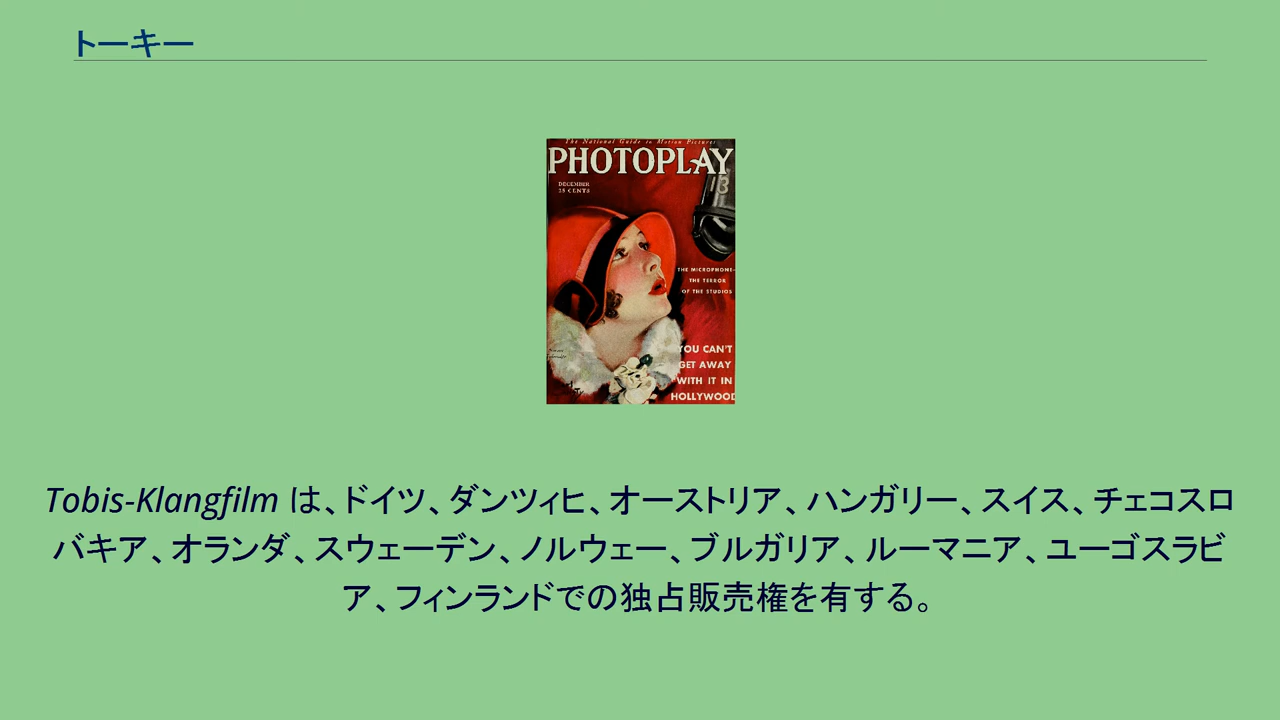 トーキー
The National Guide to Motion Pictures
PHOTOPLAY
DECEMBER
25 CENTS
THE MICROPHONE-
THE TERROR
OF THE STUDIOS
YOU CAN'T
GET AWAY
WITH IT IN
HOLLYWOOD
Tobis-Klangfilm は、ドイツ、ダンツィヒ、オーストリア、ハンガリー、スイス、チェコスロ
バキア、オランダ、スウェーデン、ノルウェー、ブルガリア、ルーマニア、ユーゴスラビ
ア、フィンランドでの独占販売権を有する。